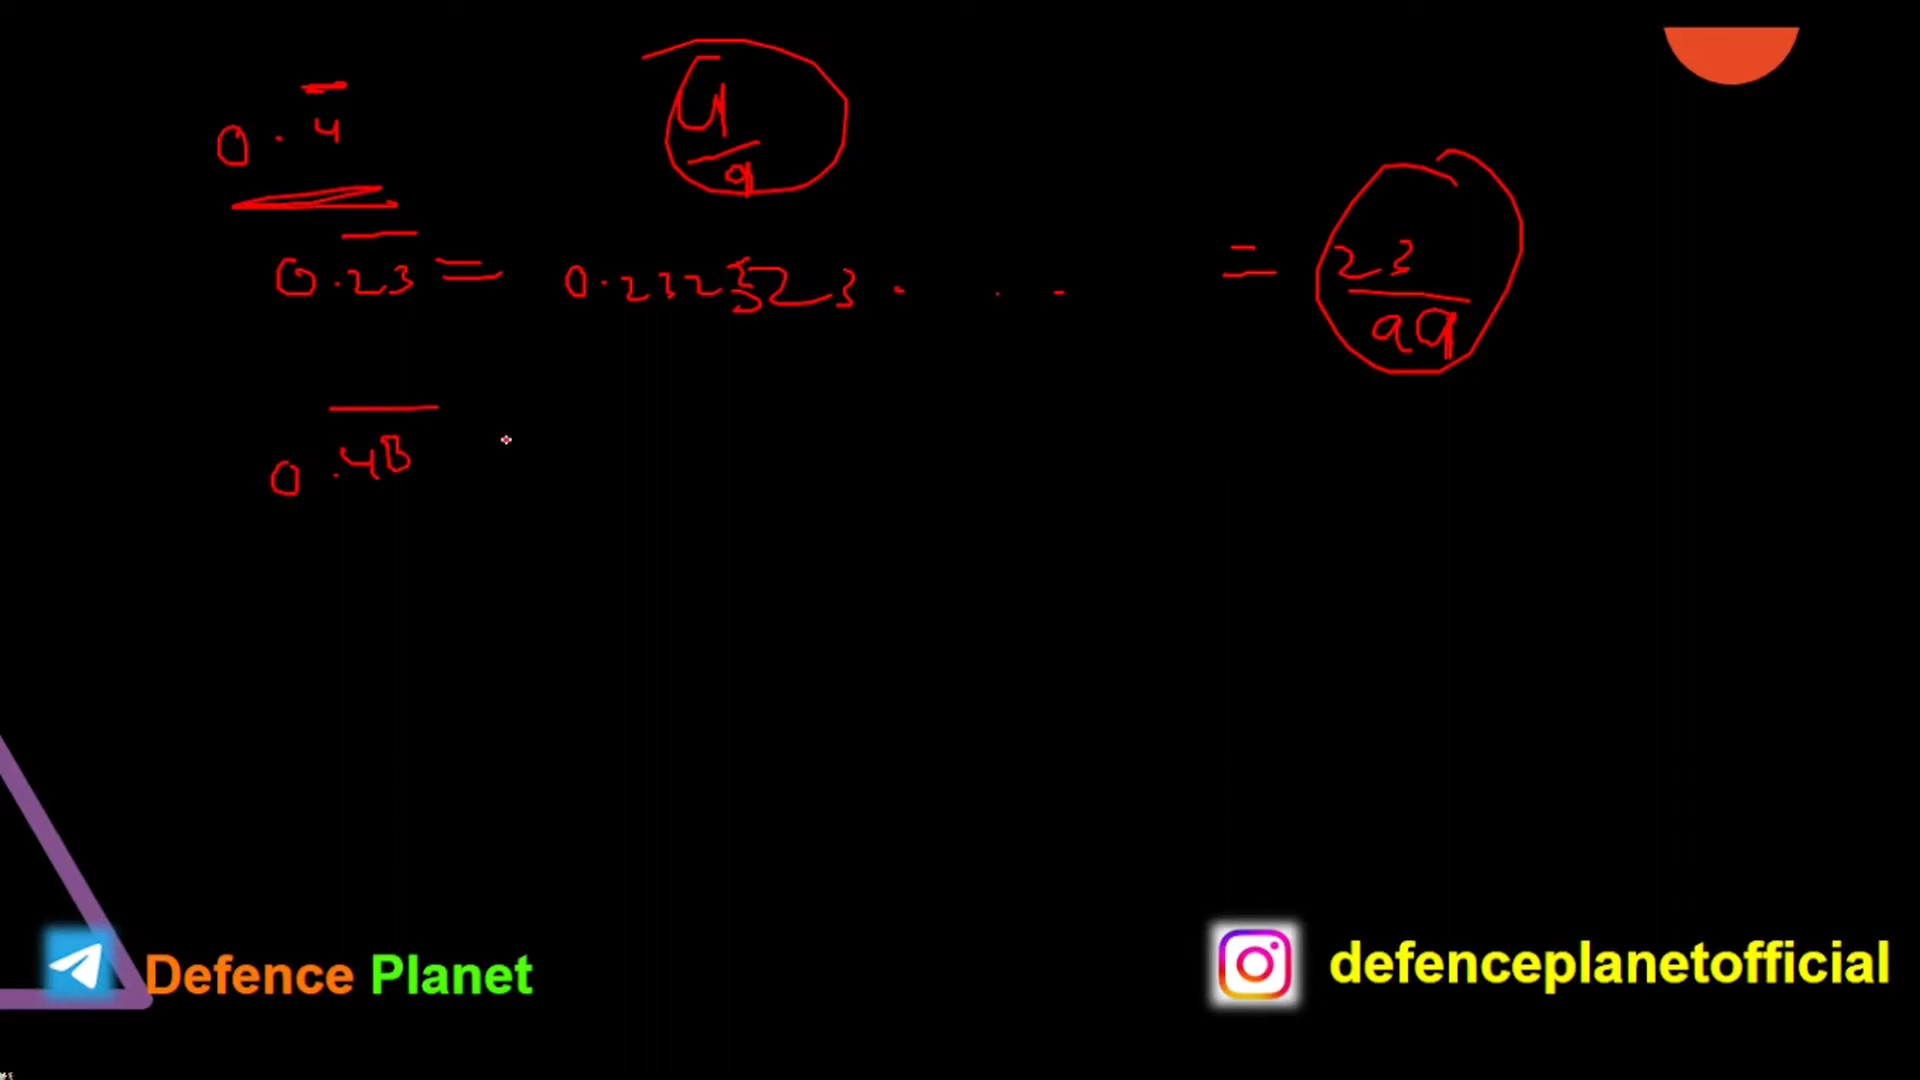 0.4̅ 4/9
0.2̅3̅ = 0.232323. . . = 23/99
0.4̅8̅
Defence Planet
defenceplanetofficial